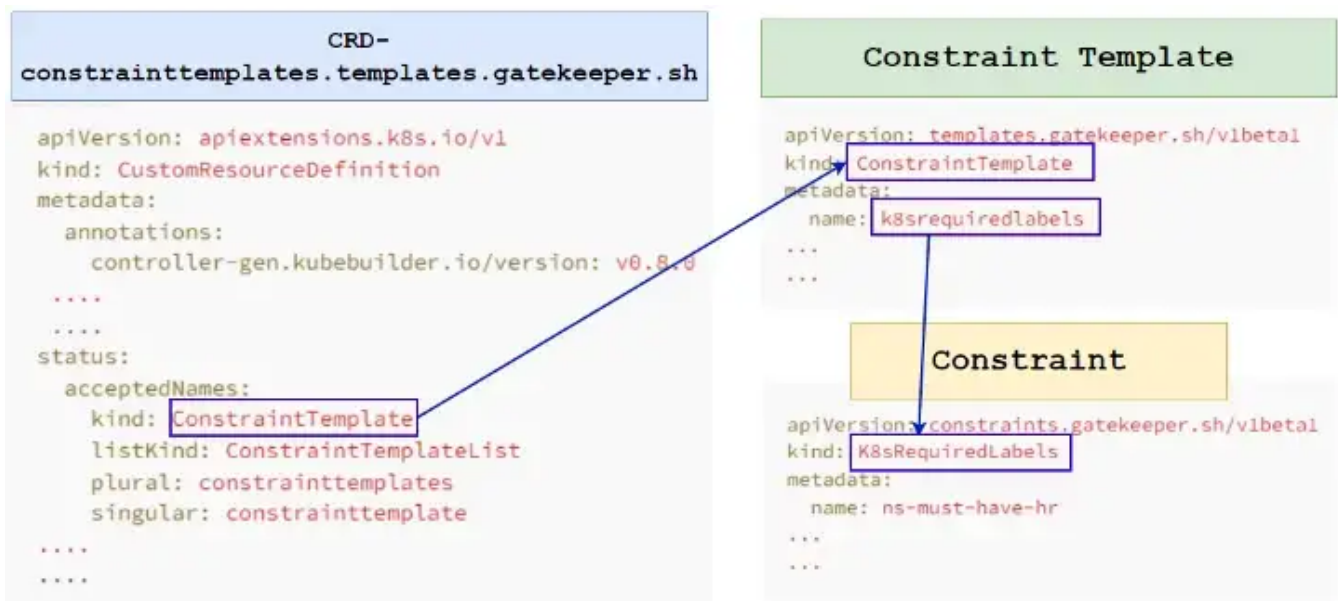 CRD-
constrainttemplates.templates.gatekeeper.sh
apiVersion: apiextensions.k8s.io/v1
kind: CustomResourceDefinition
metadata:
annotations:
controller-gen.kubebuilder.io/version: v0.8.0
....
....
status:
acceptedNames:
kind: ConstraintTemplate
listKind: ConstraintTemplateList
plural: constrainttemplates
singular: constrainttemplate
....
....
Constraint Template
apiVersion: templates.gatekeeper.sh/v1beta1
kind: ConstraintTemplate
metadata:
name: k8srequiredlabels
...
...
Constraint
apiVersion: constraints.gatekeeper.sh/v1beta1
kind: K8sRequiredLabels
metadata:
name: ns-must-have-hr
...
...